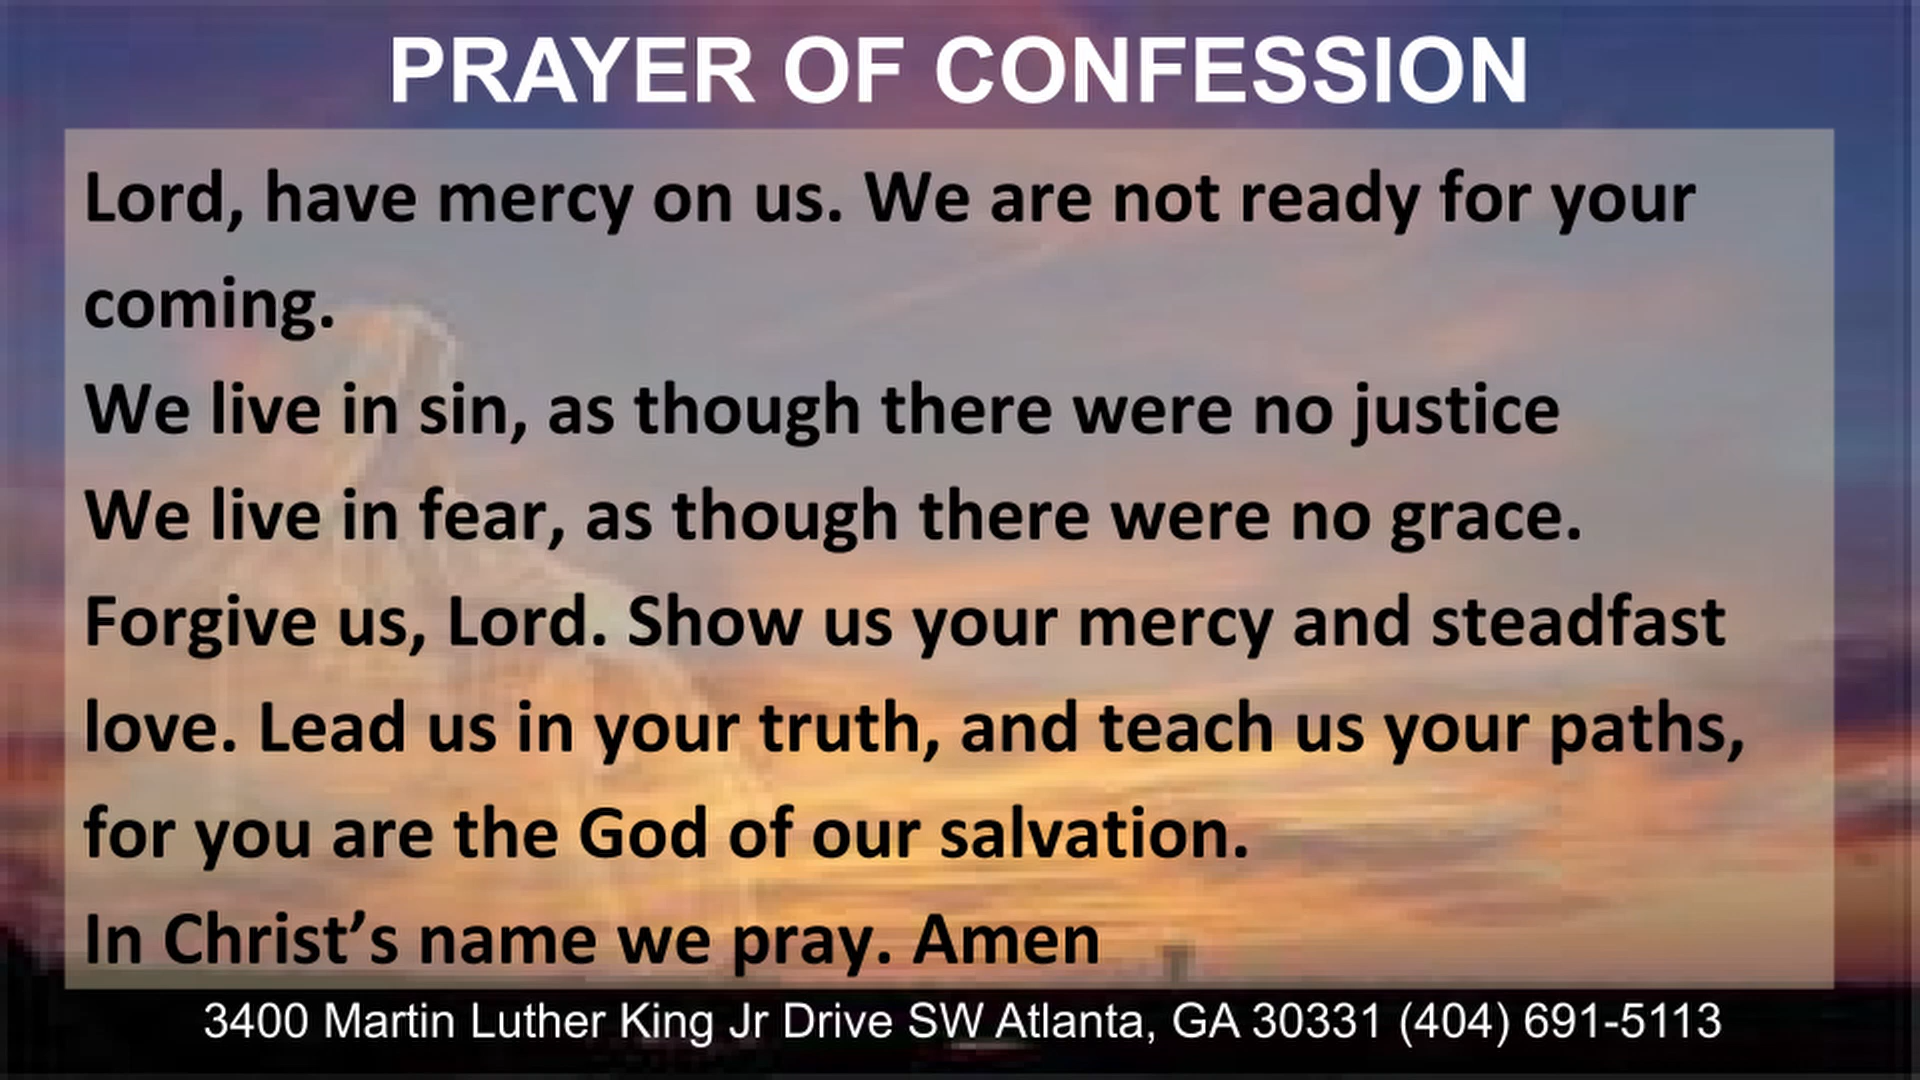 PRAYER OF CONFESSION
Lord, have mercy on us. We are not ready for your
coming.
We live in sin, as though there were no justice
We live in fear, as though there were no grace.
Forgive us, Lord. Show us your mercy and steadfast
love. Lead us in your truth, and teach us your paths,
for you are the God of our salvation.
In Christ’s name we pray. Amen
3400 Martin Luther King Jr Drive SW Atlanta, GA 30331 (404) 691-5113